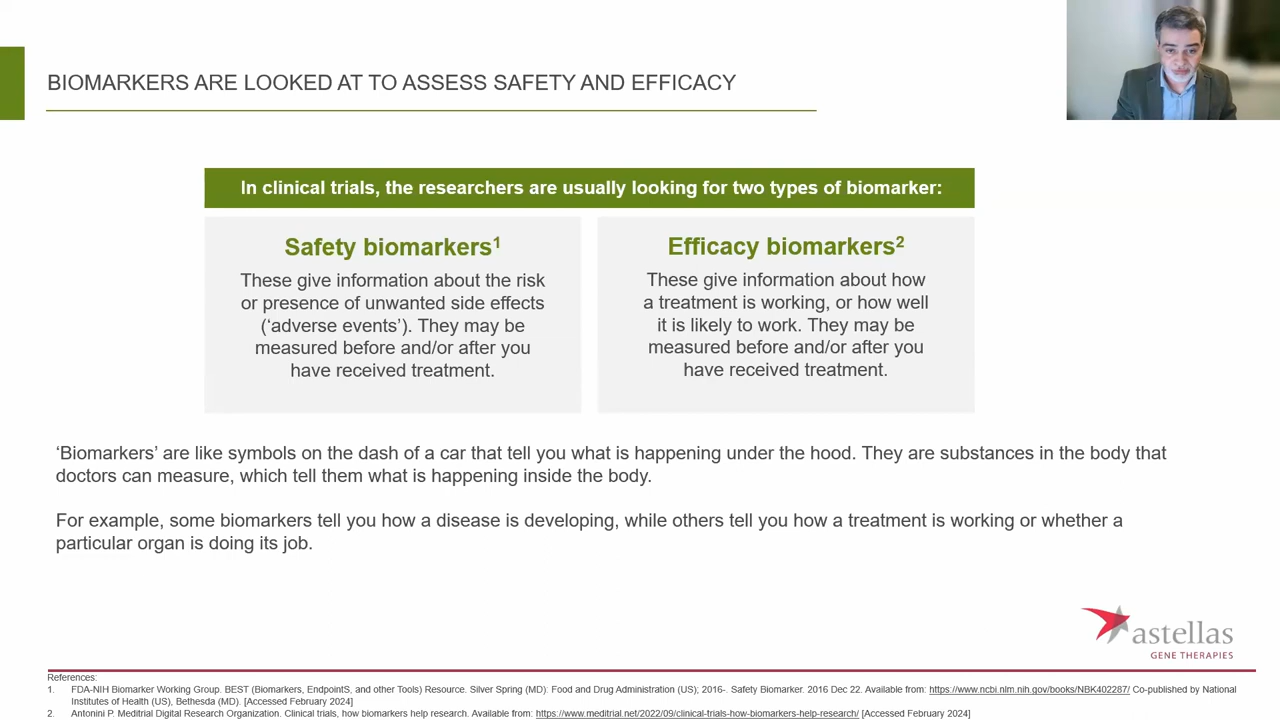 BIOMARKERS ARE LOOKED AT TO ASSESS SAFETY AND EFFICACY
In clinical trials, the researchers are usually looking for two types of biomarker:
Safety biomarkers¹
These give information about the risk
or presence of unwanted side effects
(‘adverse events’). They may be
measured before and/or after you
have received treatment.
Efficacy biomarkers²
These give information about how
a treatment is working, or how well
it is likely to work. They may be
measured before and/or after you
have received treatment.
‘Biomarkers’ are like symbols on the dash of a car that tell you what is happening under the hood. They are substances in the body that
doctors can measure, which tell them what is happening inside the body.
For example, some biomarkers tell you how a disease is developing, while others tell you how a treatment is working or whether a
particular organ is doing its job.
astellas
GENE THERAPIES
References:
1. FDA-NIH Biomarker Working Group. BEST (Biomarkers, EndpointS, and other Tools) Resource. Silver Spring (MD): Food and Drug Administration (US); 2016-. Safety Biomarker. 2016 Dec 22. Available from: https://www.ncbi.nlm.nih.gov/books/NBK402287/ Co-published by National
Institutes of Health (US), Bethesda (MD). [Accessed February 2024]
2. Antonini P. Meditrial Digital Research Organization. Clinical trials, how biomarkers help research. Available from: https://www.meditrial.net/2022/09/clinical-trials-how-biomarkers-help-research/ [Accessed February 2024]